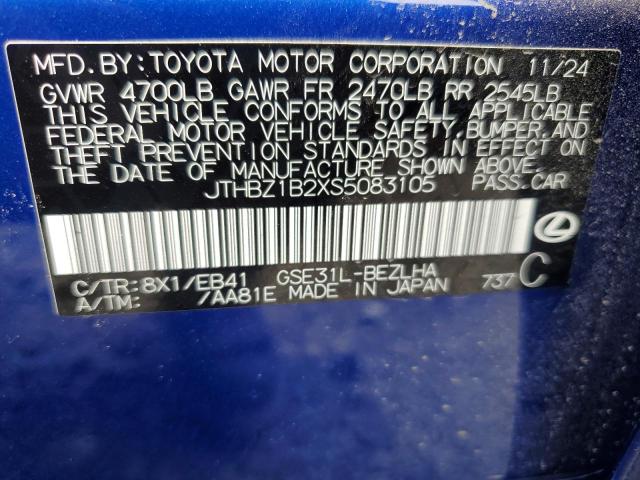 MFD. BY: TOYOTA MOTOR CORPORATION 11/24
GVWR 4700LB GAWR FR 2470LB RR 2545LB
THIS VEHICLE CONFORMS TO ALL APPLICABLE
FEDERAL MOTOR VEHICLE SAFETY, BUMPER, AND
THEFT PREVENTION STANDARDS IN EFFECT ON
THE DATE OF MANUFACTURE SHOWN ABOVE.
JTHBZ1B2XS5083105 PASS. CAR
C/TR: 8X1/EB41 GSE31L-BEZLHA 737 C
A/TM: /AA81E MADE IN JAPAN